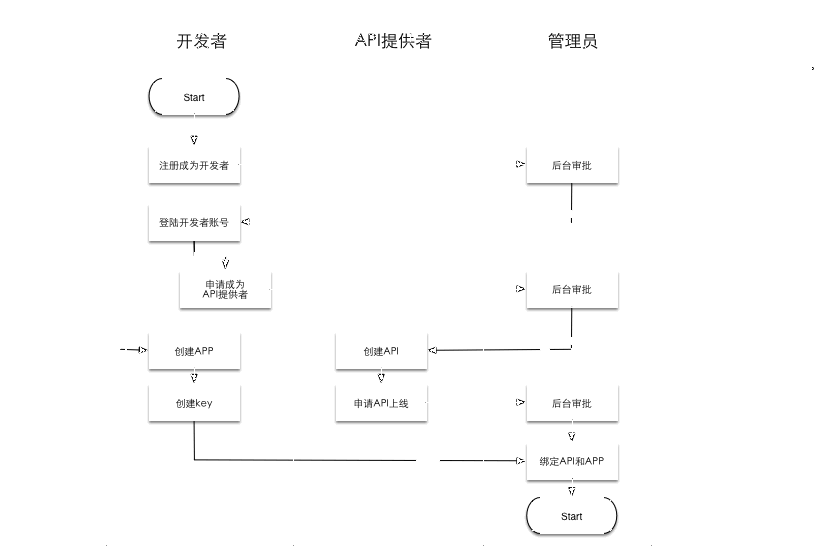 开发者
API提供者
管理员
Start
注册成为开发者
后台审批
登陆开发者账号
申请成为
API提供者
后台审批
创建APP
创建API
创建key
申请API上线
后台审批
绑定API和APP
Start